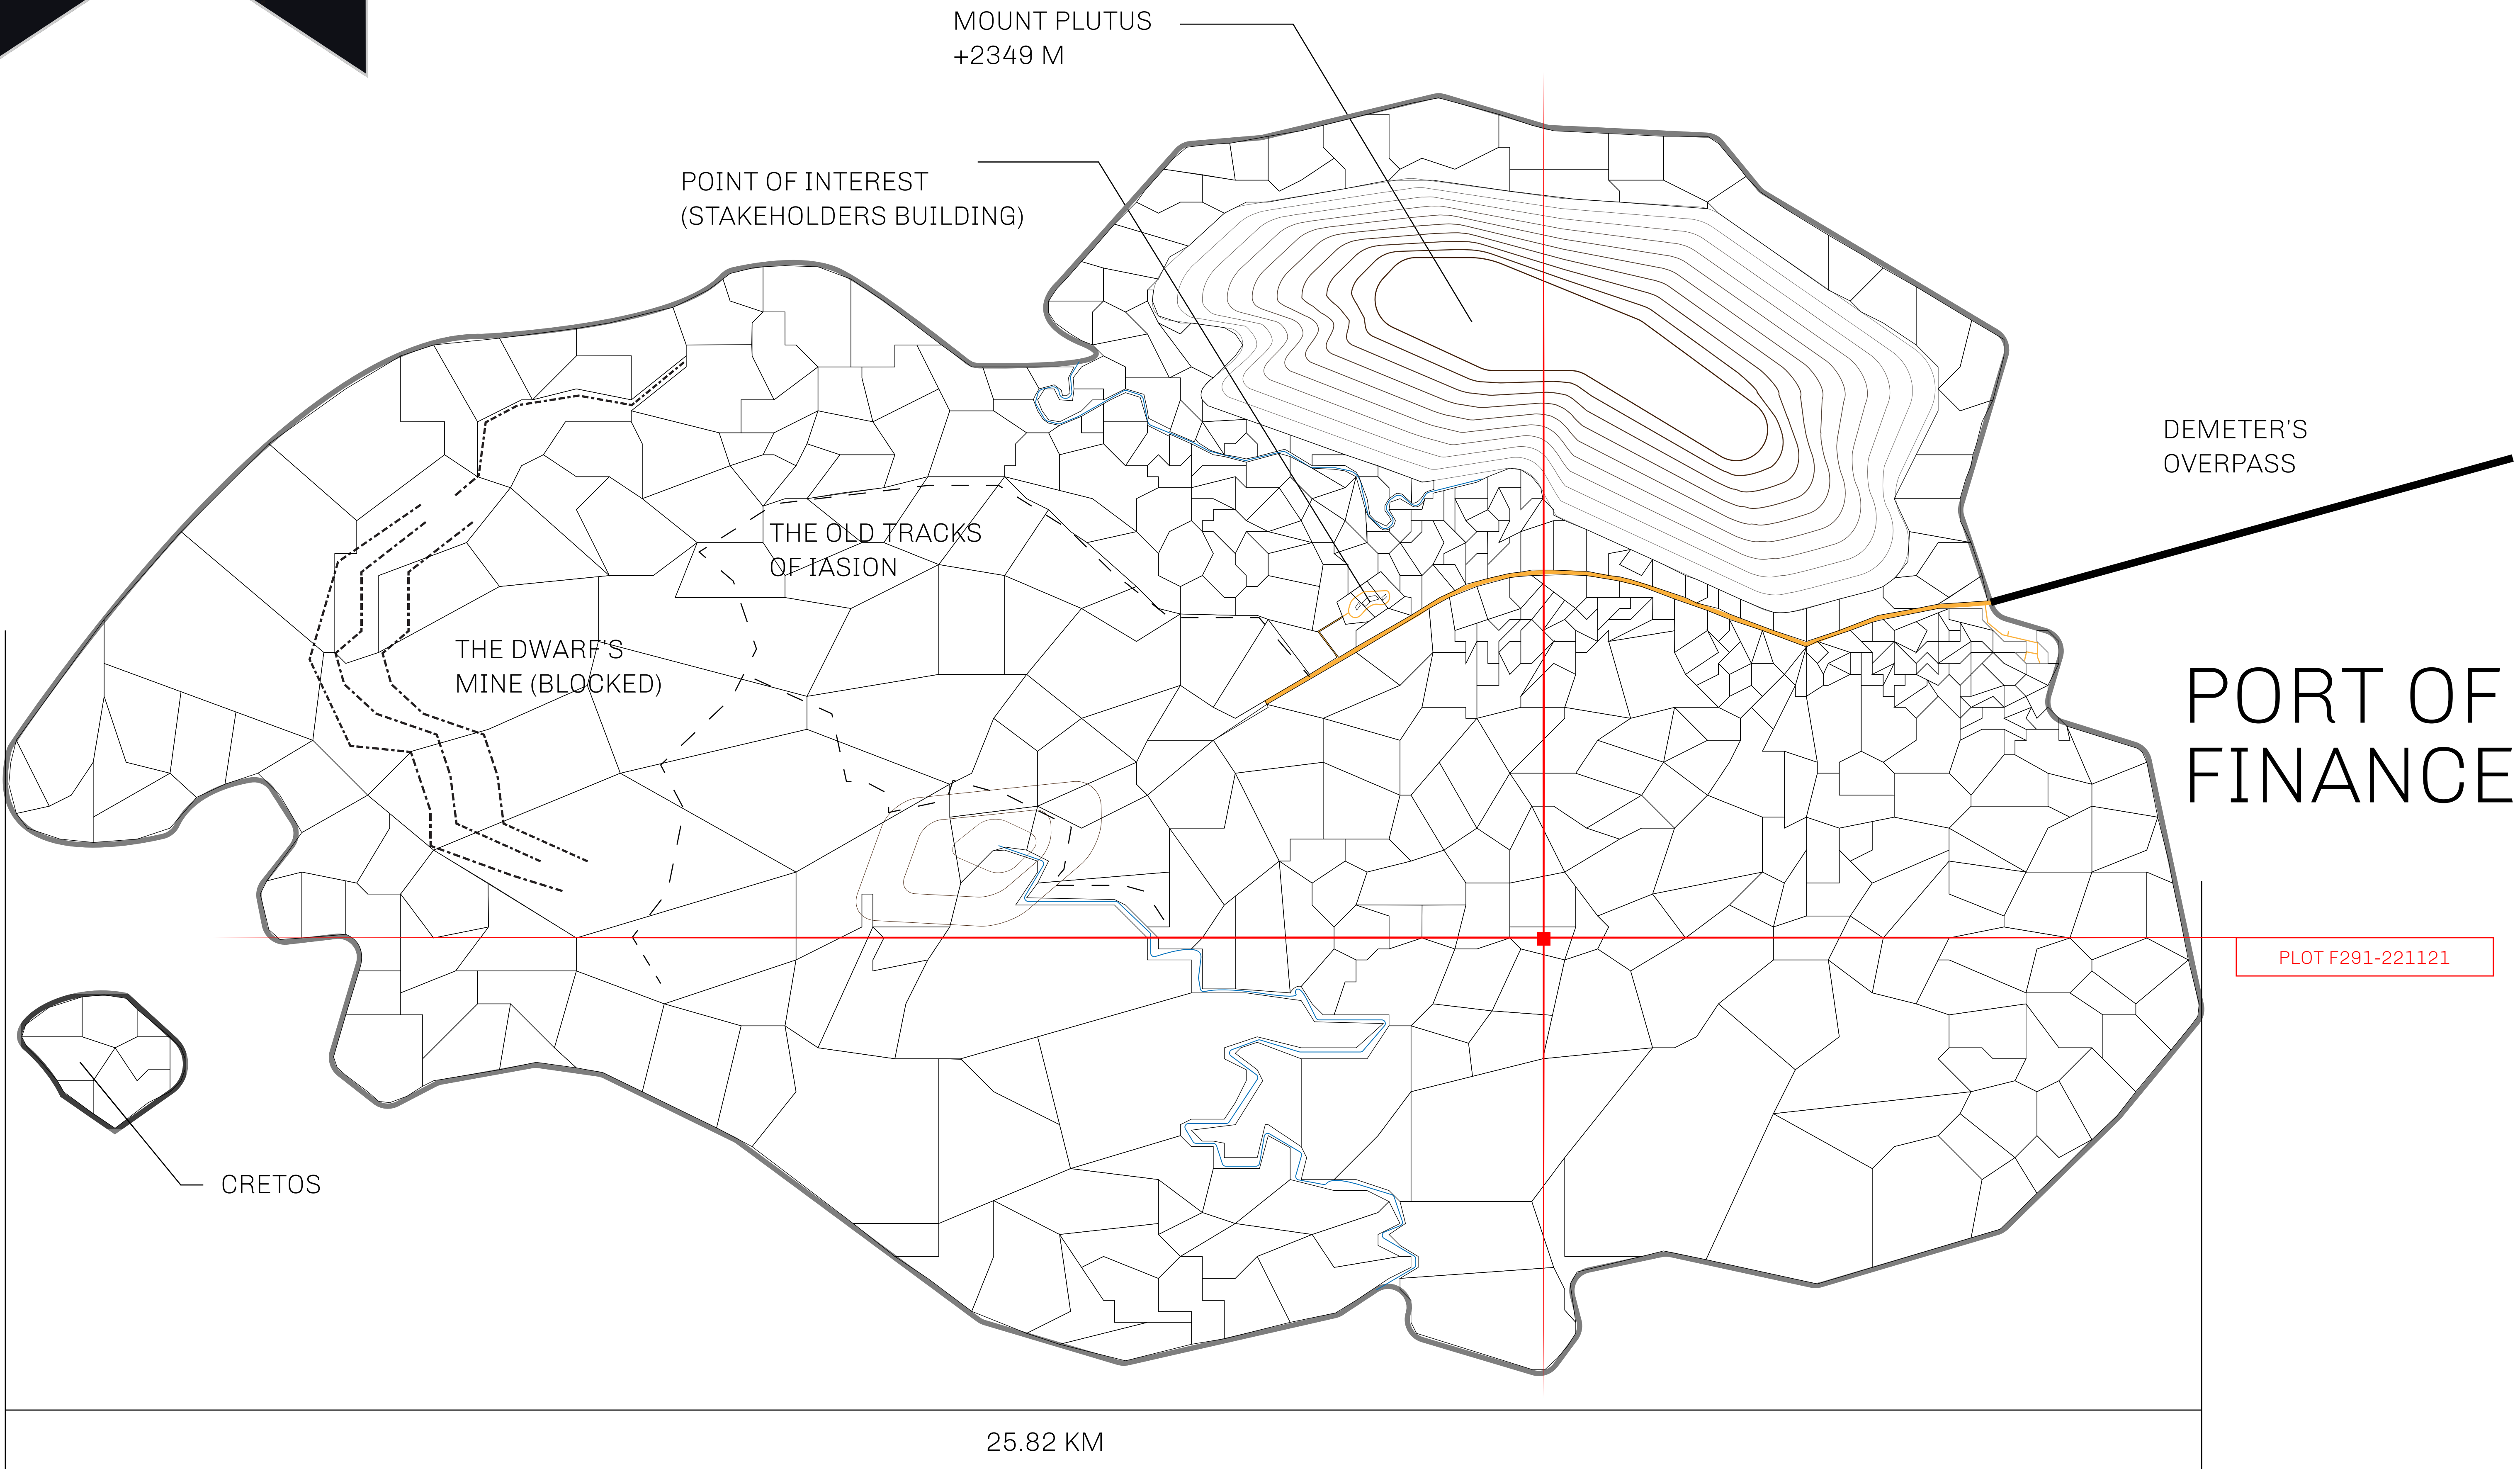 MOUNT PLUTUS
+2349 M
POINT OF INTEREST
(STAKEHOLDERS BUILDING)
DEMETER'S
OVERPASS
THE OLD TRACKS
OF IASION
THE DWARF'S
MINE (BLOCKED)
PORT OF
FINANCE
PLOT F291-221121
CRETOS
25.82 KM